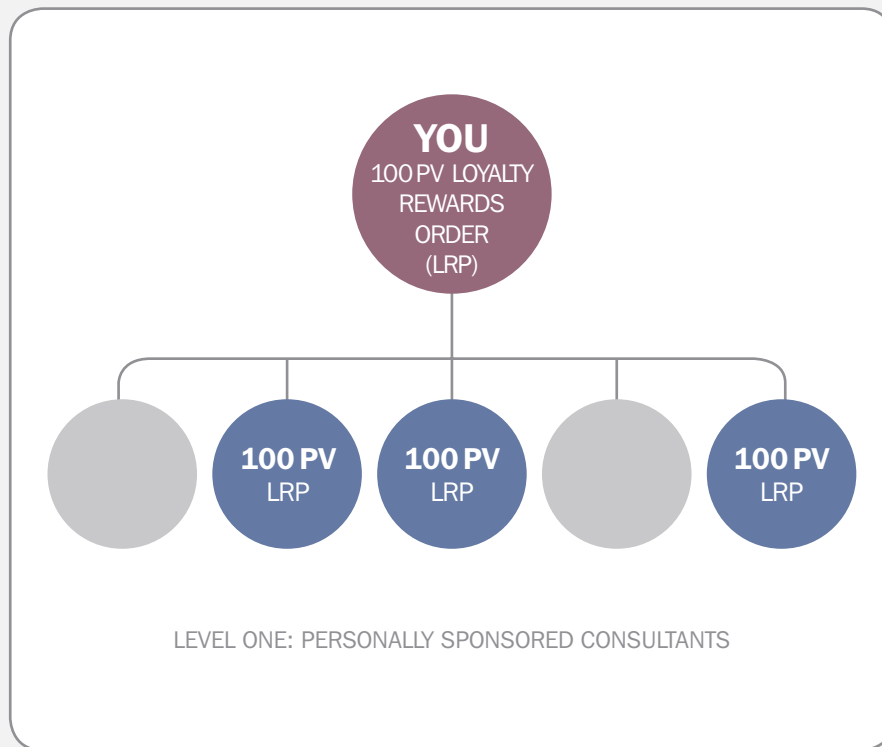 YOU
100 PV LOYALTY
REWARDS
ORDER
(LRP)
100 PV
LRP
100 PV
LRP
100 PV
LRP
LEVEL ONE: PERSONALLY SPONSORED CONSULTANTS